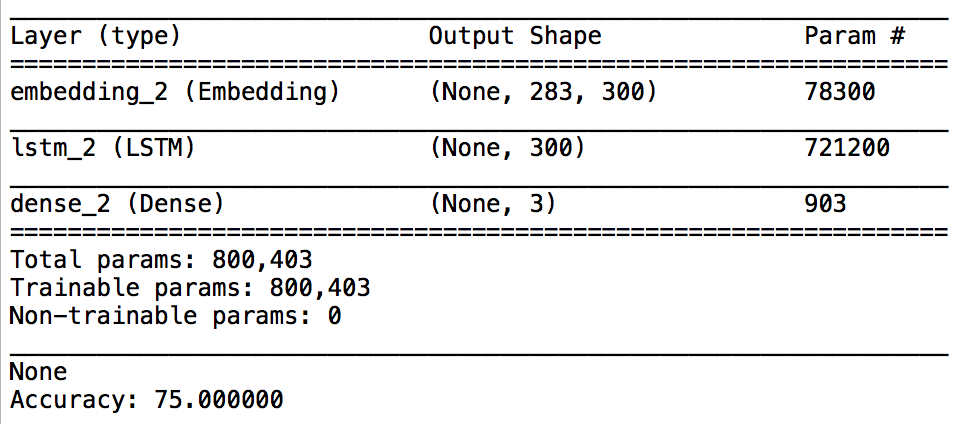 Layer (type) Output Shape Param #
embedding_2 (Embedding) (None, 283, 300) 78300
lstm_2 (LSTM) (None, 300) 721200
dense_2 (Dense) (None, 3) 903
Total params: 800,403
Trainable params: 800,403
Non-trainable params: 0
None
Accuracy: 75.000000